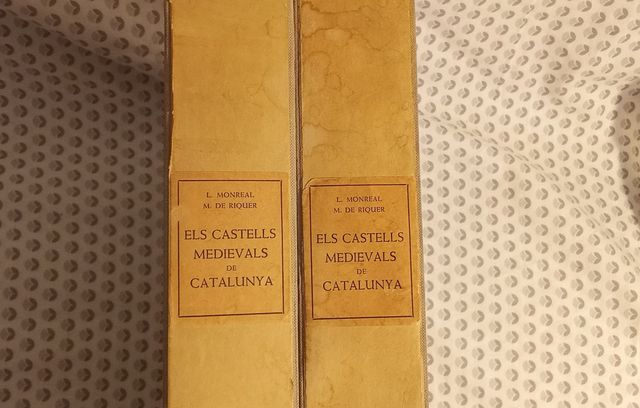 L. MONREAL
M. DE RIQUER
ELS CASTELLS
MEDIEVALS
DE
CATALUNYA
L. MONREAL
M. DE RIQUER
ELS CASTELLS
MEDIEVALS
DE
CATALUNYA